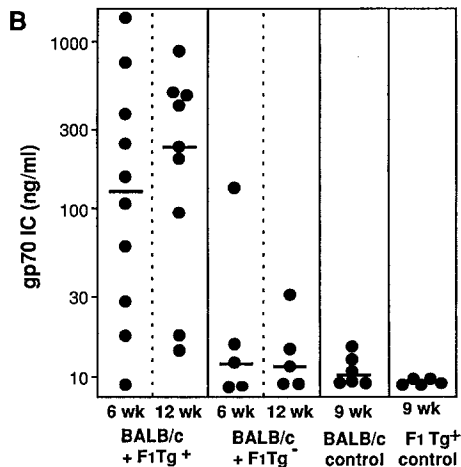 B
gp70 IC (ng/ml)
1000
300
100
30
10
6 wk 12 wk 6 wk 12 wk 9 wk 9 wk
BALB/c BALB/c BALB/c F1 Tg+
+ F1Tg+ + F1Tg- control control